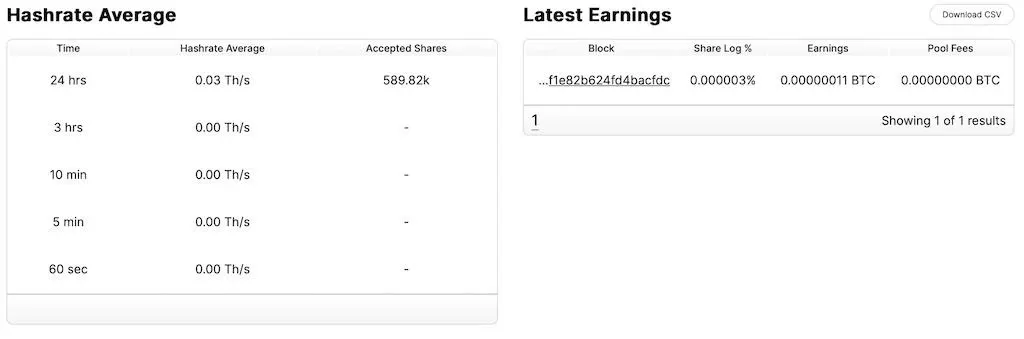 Hashrate Average
Time Hashrate Average Accepted Shares
24 hrs 0.03 Th/s 589.82k
3 hrs 0.00 Th/s -
10 min 0.00 Th/s -
5 min 0.00 Th/s -
60 sec 0.00 Th/s -
Latest Earnings
Download CSV
Block Share Log % Earnings Pool Fees
...f1e82b624fd4bacfdc 0.000003% 0.00000011 BTC 0.00000000 BTC
1 Showing 1 of 1 results